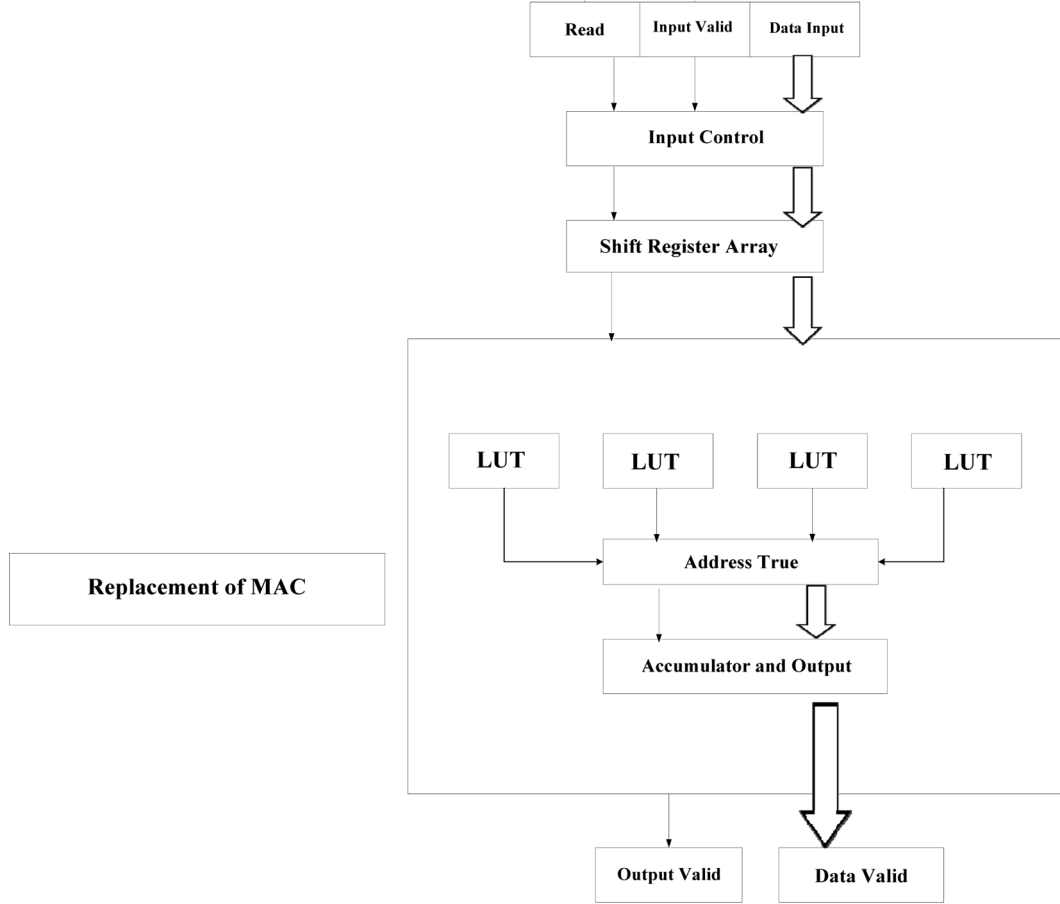 Read
Input Valid
Data Input
Input Control
Shift Register Array
LUT
LUT
LUT
LUT
Address True
Replacement of MAC
Accumulator and Output
Output Valid
Data Valid